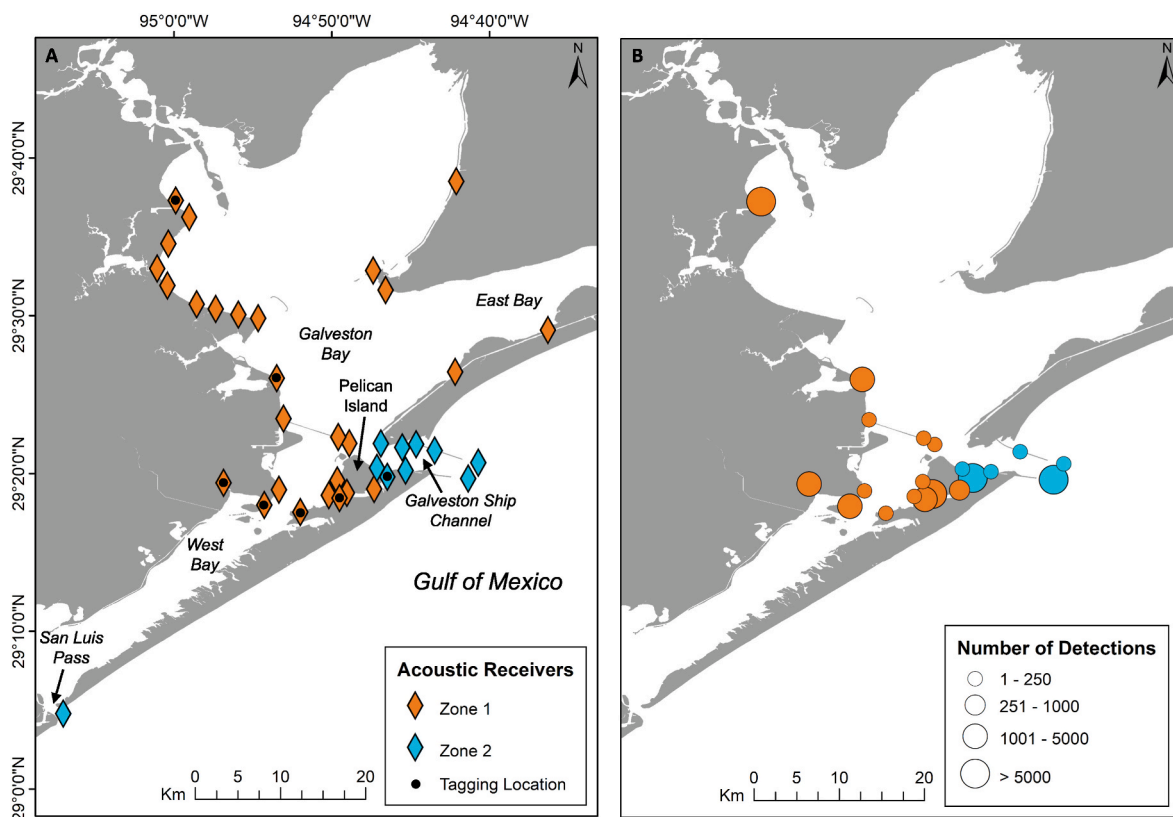 95°0'0"W
94°50'0"W
94°40'0"W
A
N
29°40'0"N
29°30'0"N
29°20'0"N
29°10'0"N
29°0'0"N
East Bay
Galveston
Bay
Pelican
Island
Galveston Ship
Channel
West
Bay
Gulf of Mexico
San Luis
Pass
Acoustic Receivers
Zone 1
Zone 2
Tagging Location
0 5 10 20
Km
B
N
Number of Detections
1 - 250
251 - 1000
1001 - 5000
> 5000
0 5 10 20
Km